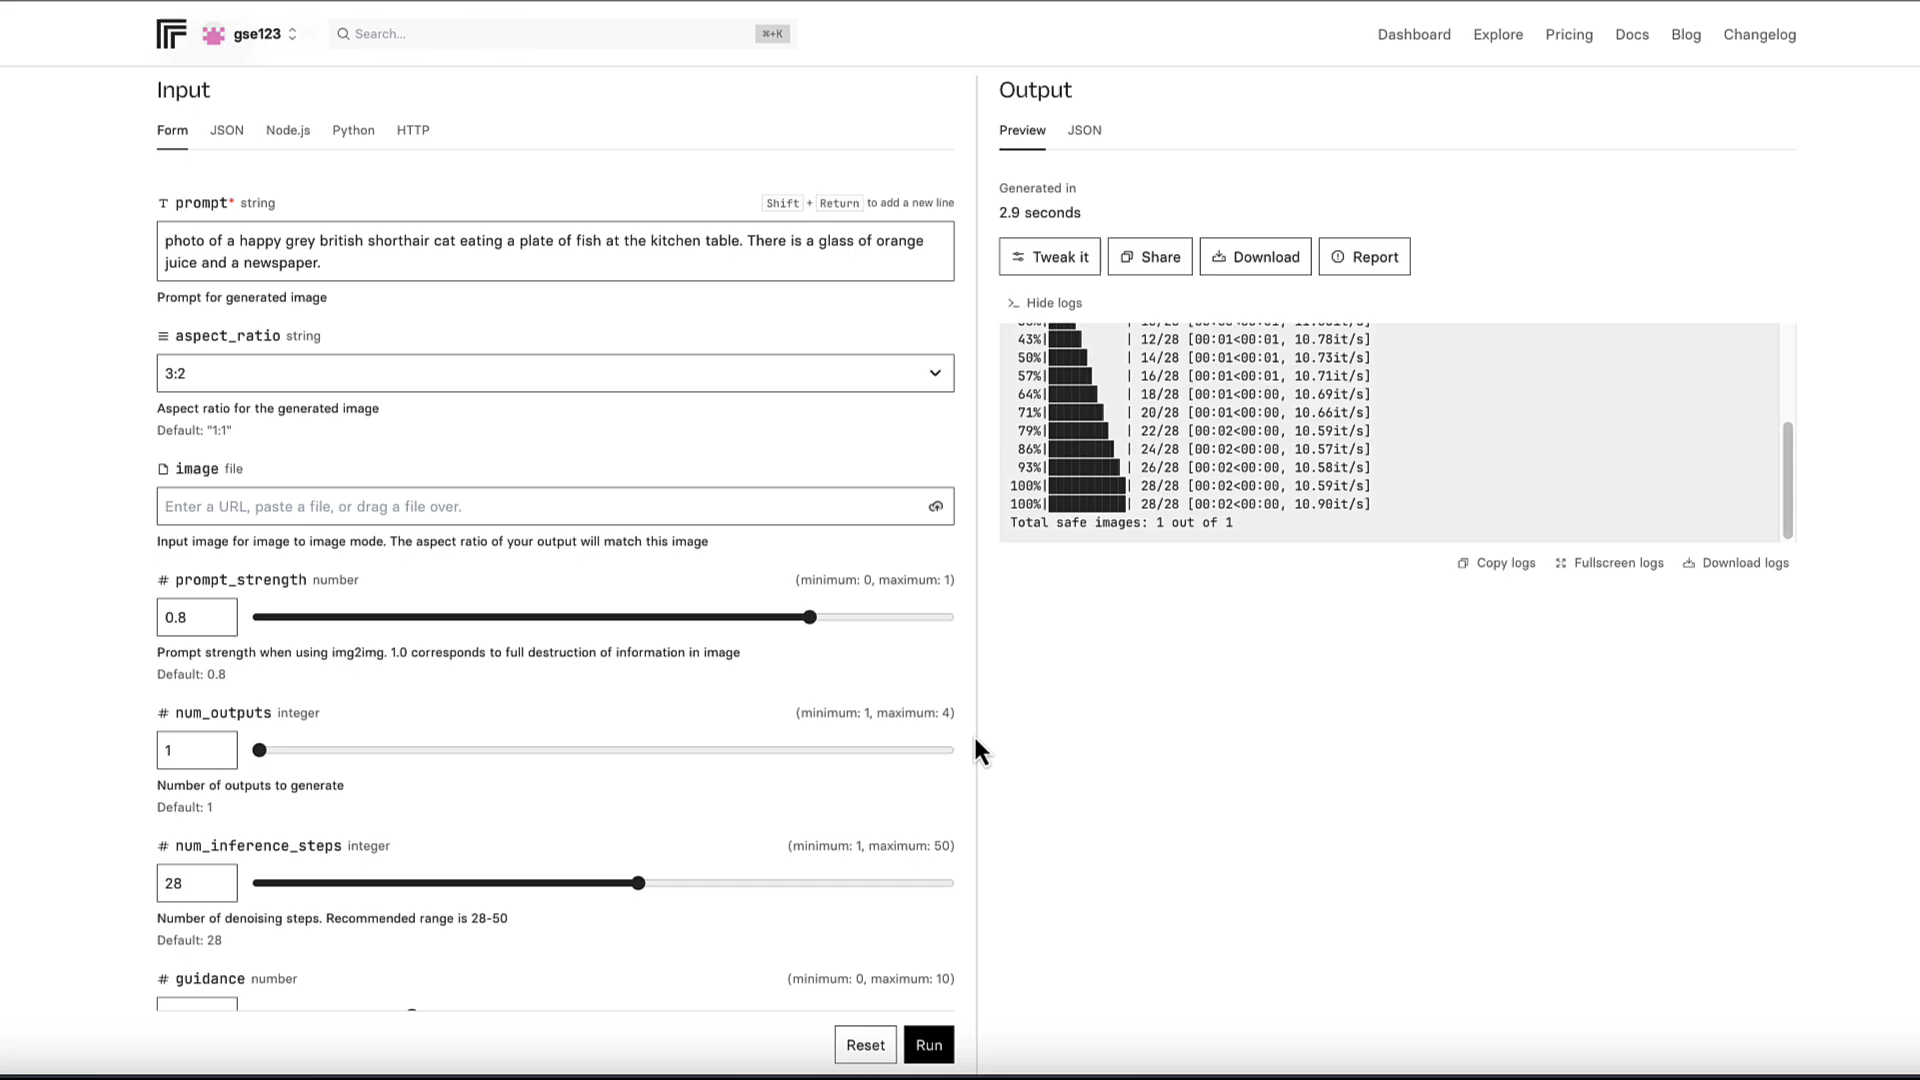 gse123
Search...
⌘+K
Dashboard
Explore
Pricing
Docs
Blog
Changelog
Input
Form
JSON
Node.js
Python
HTTP
prompt* string
Shift + Return to add a new line
photo of a happy grey british shorthair cat eating a plate of fish at the kitchen table. There is a glass of orange
juice and a newspaper.
Prompt for generated image
aspect_ratio string
3:2
Aspect ratio for the generated image
Default: "1:1"
image file
Enter a URL, paste a file, or drag a file over.
Input image for image to image mode. The aspect ratio of your output will match this image
# prompt_strength number
(minimum: 0, maximum: 1)
0.8
Prompt strength when using img2img. 1.0 corresponds to full destruction of information in image
Default: 0.8
# num_outputs integer
(minimum: 1, maximum: 4)
1
Number of outputs to generate
Default: 1
# num_inference_steps integer
(minimum: 1, maximum: 50)
28
Number of denoising steps. Recommended range is 28-50
Default: 28
# guidance number
(minimum: 0, maximum: 10)
Reset
Run
Output
Preview
JSON
Generated in
2.9 seconds
Tweak it
Share
Download
Report
>_ Hide logs
43%| | 12/28 [00:01<00:01, 10.78it/s]
50%| | 14/28 [00:01<00:01, 10.73it/s]
57%| | 16/28 [00:01<00:01, 10.71it/s]
64%| | 18/28 [00:01<00:00, 10.69it/s]
71%| | 20/28 [00:01<00:00, 10.66it/s]
79%| | 22/28 [00:02<00:00, 10.59it/s]
86%| | 24/28 [00:02<00:00, 10.57it/s]
93%| | 26/28 [00:02<00:00, 10.58it/s]
100%| | 28/28 [00:02<00:00, 10.59it/s]
100%| | 28/28 [00:02<00:00, 10.90it/s]
Total safe images: 1 out of 1
Copy logs
Fullscreen logs
Download logs